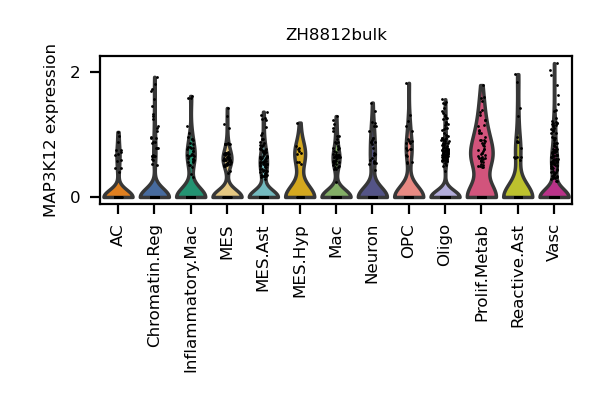 ZH8812bulk
MAP3K12 expression
2
0
AC
Chromatin.Reg
Inflammatory.Mac
MES
MES.Ast
MES.Hyp
Mac
Neuron
OPC
Oligo
Prolif.Metab
Reactive.Ast
Vasc